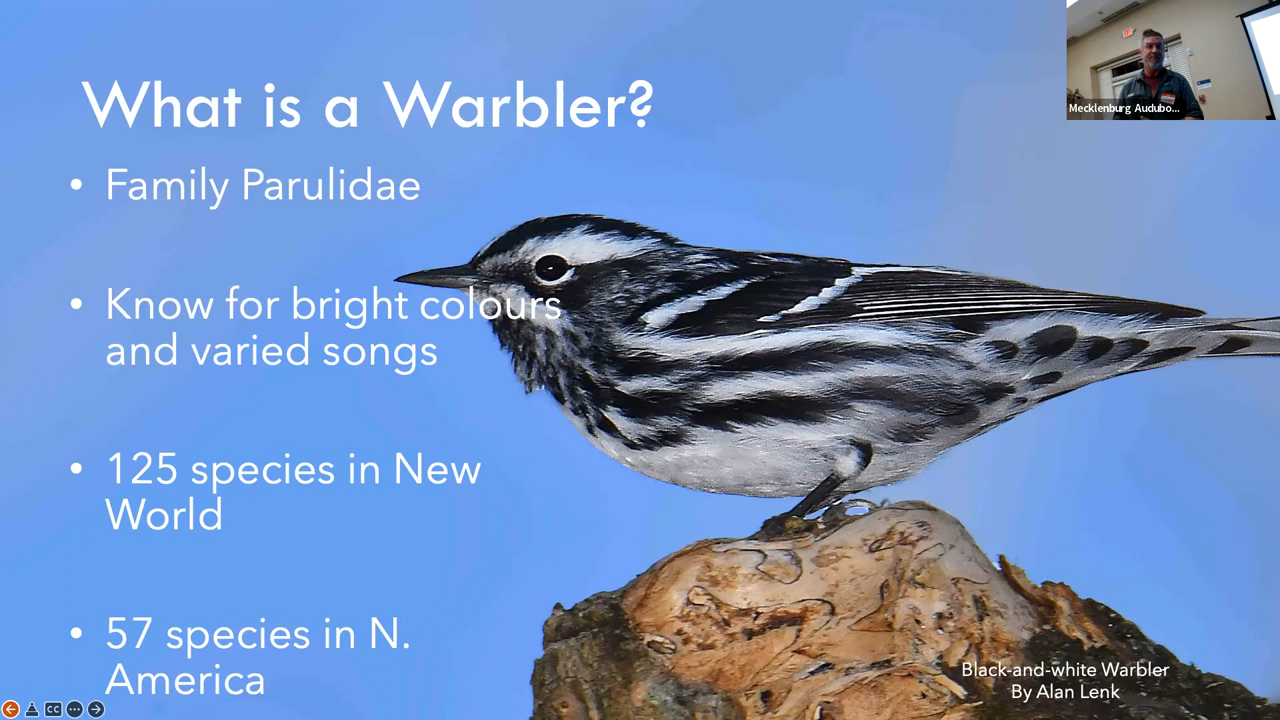 What is a Warbler?
• Family Parulidae
• Know for bright colours
and varied songs
• 125 species in New
World
• 57 species in N.
America
Mecklenburg Audubo...
Black-and-white Warbler
By Alan Lenk
CC